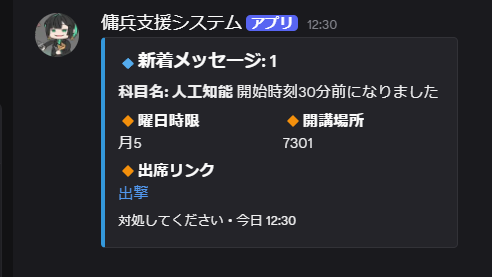 傭兵支援システム アプリ 12:30
🔹新着メッセージ: 1
科目名: 人工知能 開始時刻30分前になりました
🔸曜日時限 🔸開講場所
月5 7301
🔸出席リンク
出撃
対処してください・今日 12:30